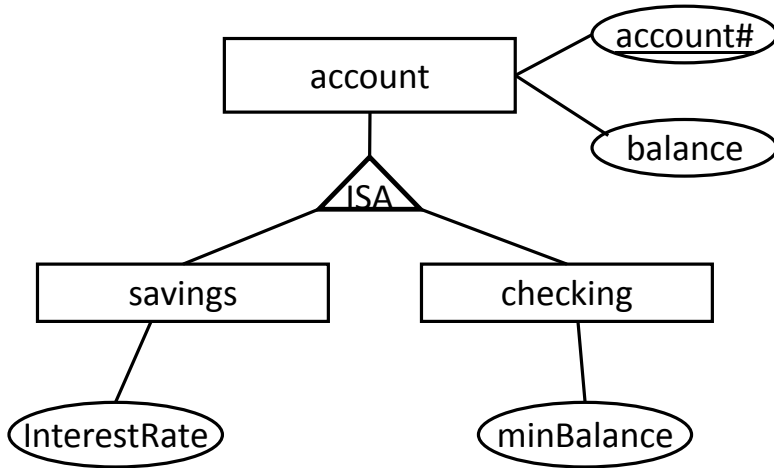 account#
account
balance
ISA
savings
checking
InterestRate
minBalance